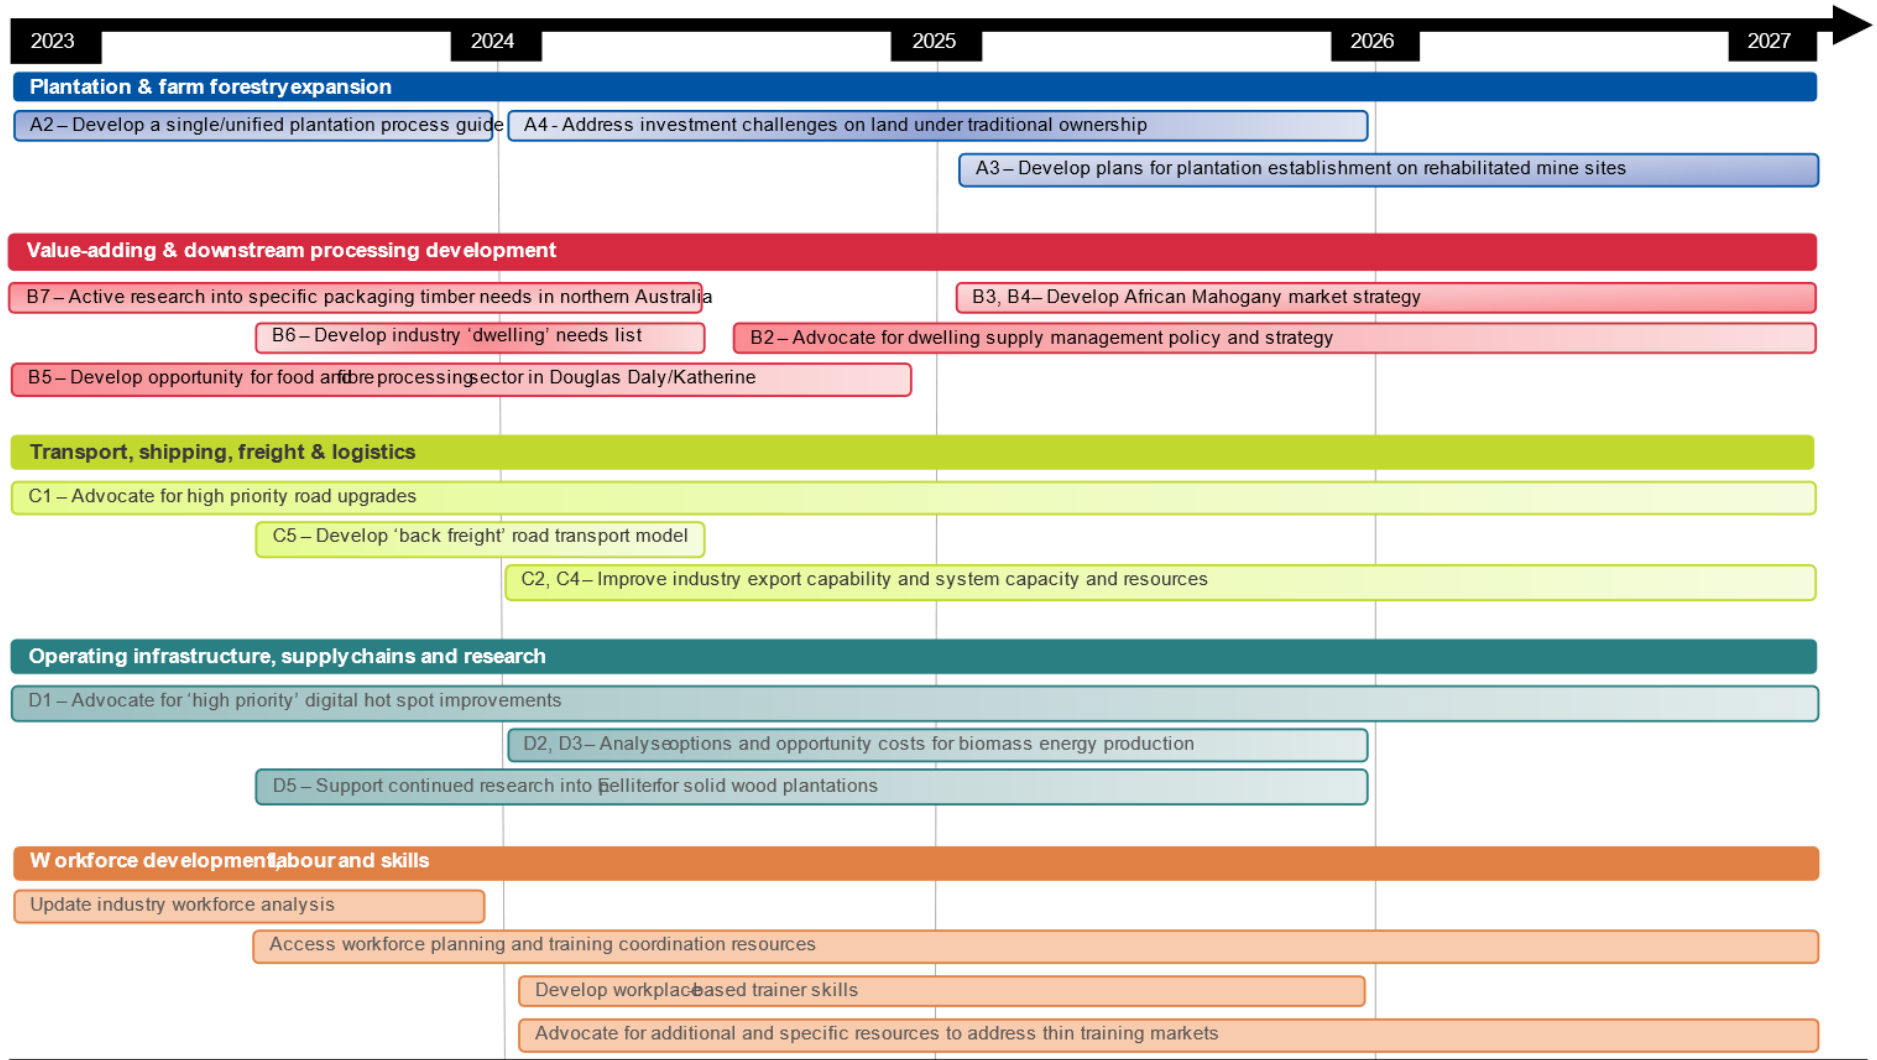 2023 2024 2025 2026 2027
Plantation & farm forestry expansion
A2 – Develop a single/unified plantation process guide
A4 - Address investment challenges on land under traditional ownership
A3 – Develop plans for plantation establishment on rehabilitated mine sites
Value-adding & downstream processing development
B7 – Active research into specific packaging timber needs in northern Australia
B3, B4– Develop African Mahogany market strategy
B6 – Develop industry ‘dwelling’ needs list
B2 – Advocate for dwelling supply management policy and strategy
B5 – Develop opportunity for food and fibre processing sector in Douglas Daly/Katherine
Transport, shipping, freight & logistics
C1 – Advocate for high priority road upgrades
C5 – Develop ‘back freight’ road transport model
C2, C4– Improve industry export capability and system capacity and resources
Operating infrastructure, supply chains and research
D1 – Advocate for ‘high priority’ digital hot spot improvements
D2, D3– Analyse options and opportunity costs for biomass energy production
D5 – Support continued research into E. pellita for solid wood plantations
Workforce development, labour and skills
Update industry workforce analysis
Access workforce planning and training coordination resources
Develop workplace-based trainer skills
Advocate for additional and specific resources to address thin training markets